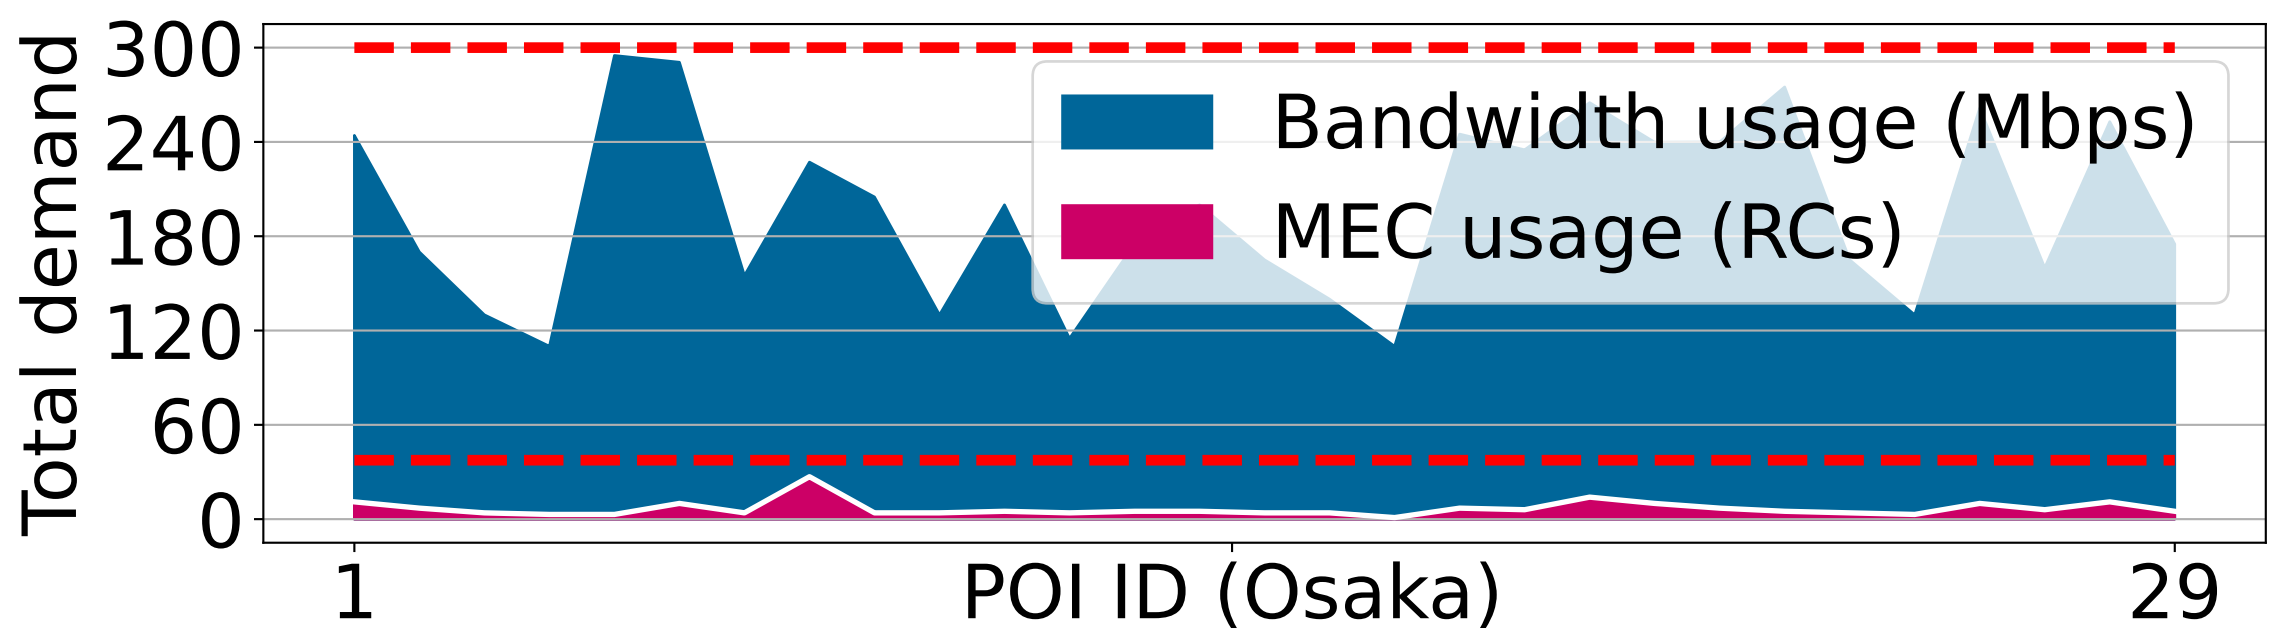 Total demand
300
240
180
120
60
0
Bandwidth usage (Mbps)
MEC usage (RCs)
1
POI ID (Osaka)
29